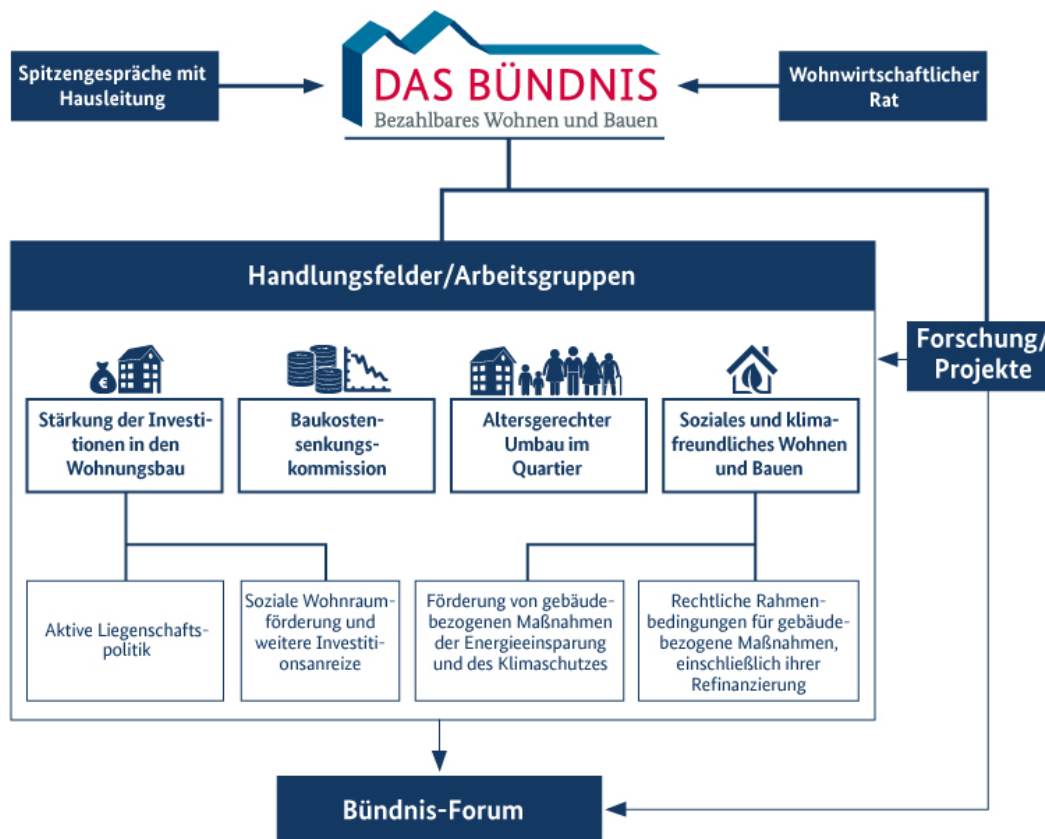 Spitzengespräche mit
Hausleitung
DAS BÜNDNIS
Bezahlbares Wohnen und Bauen
Wohnwirtschaftlicher
Rat
Handlungsfelder/Arbeitsgruppen
Forschung/
Projekte
€
Stärkung der Investi-
tionen in den
Wohnungsbau
Baukosten-
senkungs-
kommission
Altersgerechter
Umbau im
Quartier
Soziales und klima-
freundliches Wohnen
und Bauen
Aktive Liegenschafts-
politik
Soziale Wohnraum-
förderung und
weitere Investiti-
onsanreize
Förderung von gebäude-
bezogenen Maßnahmen
der Energieeinsparung
und des Klimaschutzes
Rechtliche Rahmen-
bedingungen für gebäude-
bezogene Maßnahmen,
einschließlich ihrer
Refinanzierung
Bündnis-Forum